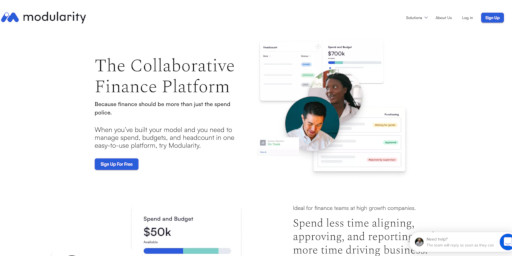 modularity
Solutions
About Us
Log in
Sign Up
The Collaborative
Finance Platform
Because finance should be more than just the spend
police.
When you've built your model and you need to
manage spend, budgets, and headcount in one
easy-to-use platform, try Modularity.
Sign Up For Free
Spend and Budget
$700k
Spend and Budget
$50k
Available
Ideal for finance teams at high growth companies.
Spend less time aligning,
approving, and reporting
more time driving business
Need help?